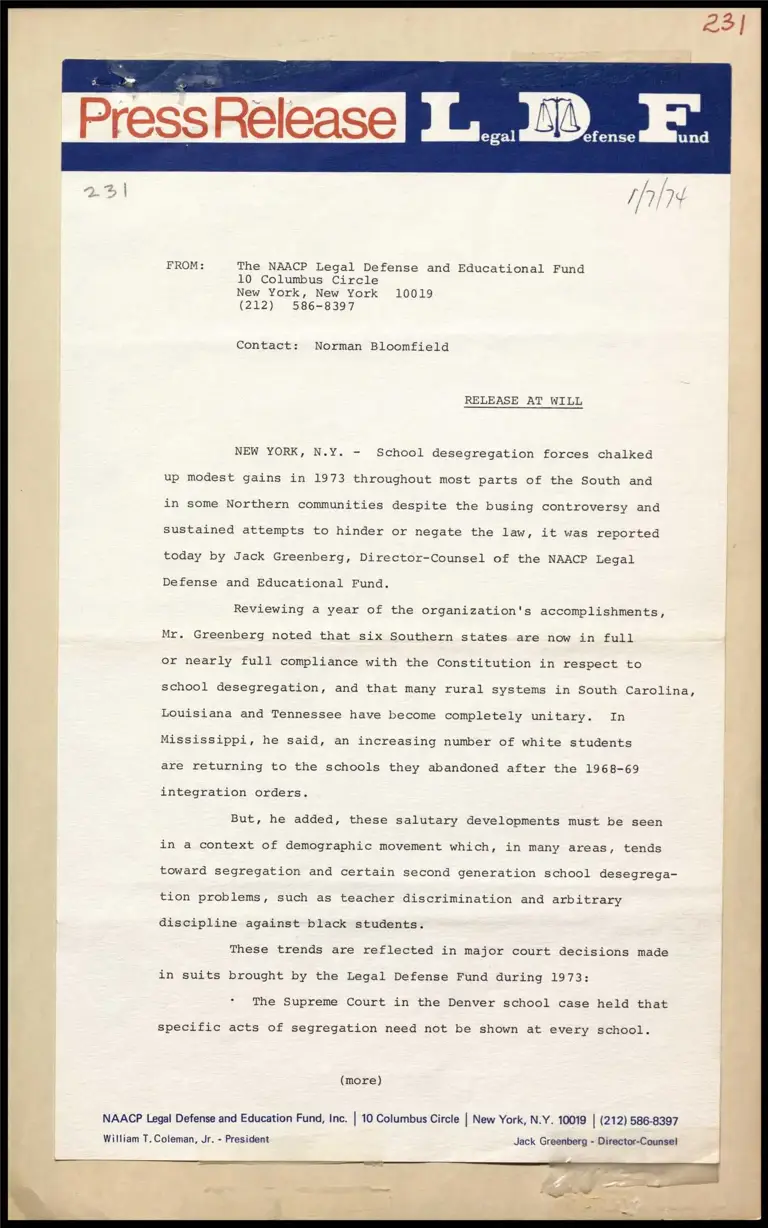 231
Press Release Legal Defense Fund
231
1/7/74
FROM: The NAACP Legal Defense and Educational Fund
10 Columbus Circle
New York, New York 10019
(212) 586-8397
Contact: Norman Bloomfield
RELEASE AT WILL
NEW YORK, N.Y. - School desegregation forces chalked
up modest gains in 1973 throughout most parts of the South and
in some Northern communities despite the busing controversy and
sustained attempts to hinder or negate the law, it was reported
today by Jack Greenberg, Director-Counsel of the NAACP Legal
Defense and Educational Fund.
Reviewing a year of the organization's accomplishments,
Mr. Greenberg noted that six Southern states are now in full
or nearly full compliance with the Constitution in respect to
school desegregation, and that many rural systems in South Carolina,
Louisiana and Tennessee have become completely unitary. In
Mississippi, he said, an increasing number of white students
are returning to the schools they abandoned after the 1968-69
integration orders.
But, he added, these salutary developments must be seen
in a context of demographic movement which, in many areas, tends
toward segregation and certain second generation school desegrega-
tion problems, such as teacher discrimination and arbitrary
discipline against black students.
These trends are reflected in major court decisions made
in suits brought by the Legal Defense Fund during 1973:
· The Supreme Court in the Denver school case held that
specific acts of segregation need not be shown at every school.
(more)
NAACP Legal Defense and Education Fund, Inc. | 10 Columbus Circle | New York, N.Y. 10019 | (212) 586-8397
William T. Coleman, Jr. - President Jack Greenberg - Director-Counsel